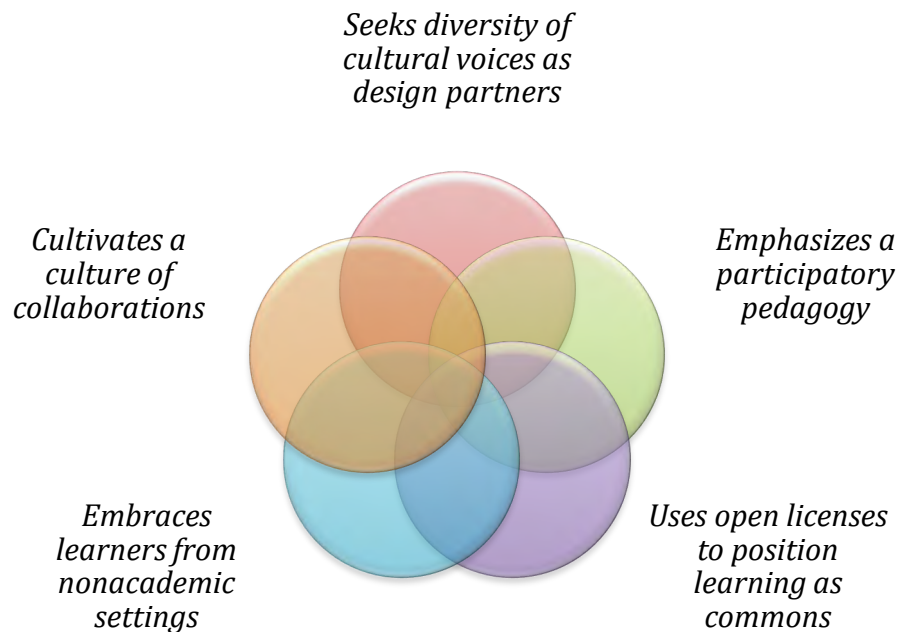 Seeks diversity of
cultural voices as
design partners
Cultivates a
culture of
collaborations
Emphasizes a
participatory
pedagogy
Embraces
learners from
nonacademic
settings
Uses open licenses
to position
learning as
commons